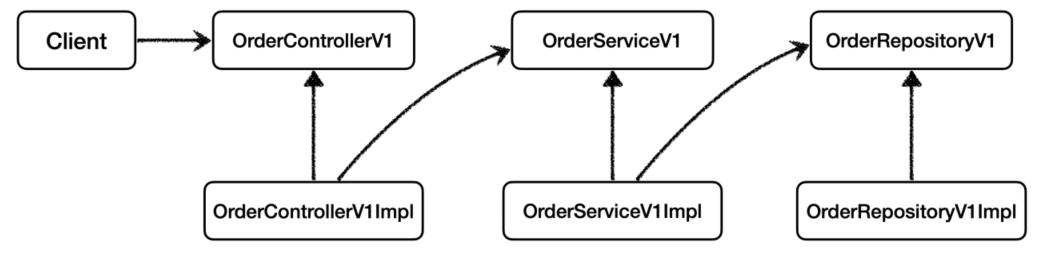 Client
OrderControllerV1
OrderServiceV1
OrderRepositoryV1
OrderControllerV1Impl
OrderServiceV1Impl
OrderRepositoryV1Impl